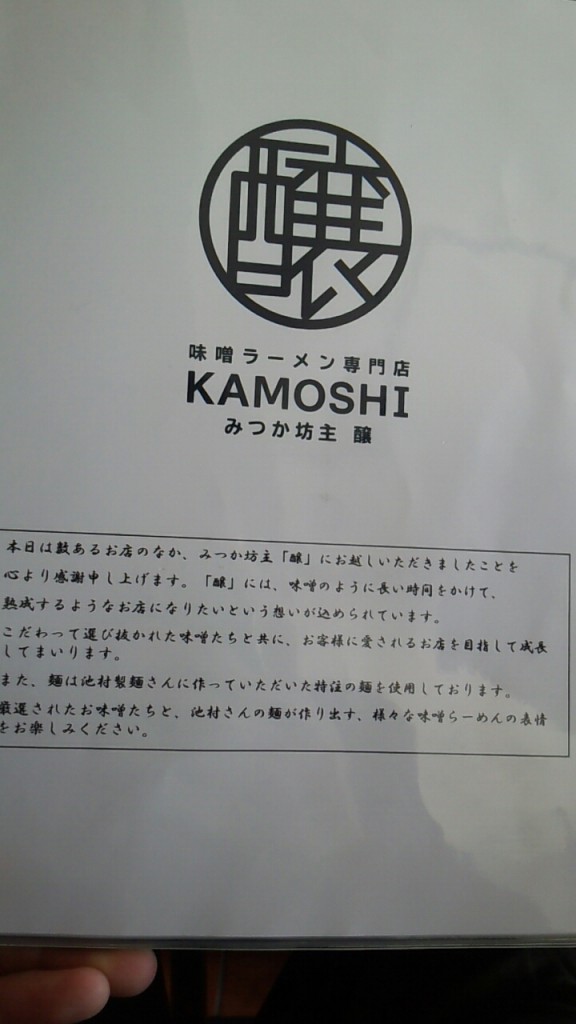 醸
味噌ラーメン専門店
KAMOSHI
みつか坊主 醸
本日は数あるお店のなか、みつか坊主「醸」にお越しいただきましたことを
心より感謝申し上げます。「醸」には、味噌のように長い時間をかけて、
熟成するようなお店になりたいという想いが込められています。
こだわって選び抜かれた味噌たちと共に、お客様に愛されるお店を目指して成長
してまいります。
また、麺は池村製麺さんに作っていただいた特注の麺を使用しております。
厳選されたお味噌たちと、池村さんの麺が作り出す、様々な味噌らーめんの表情
をお楽しみください。